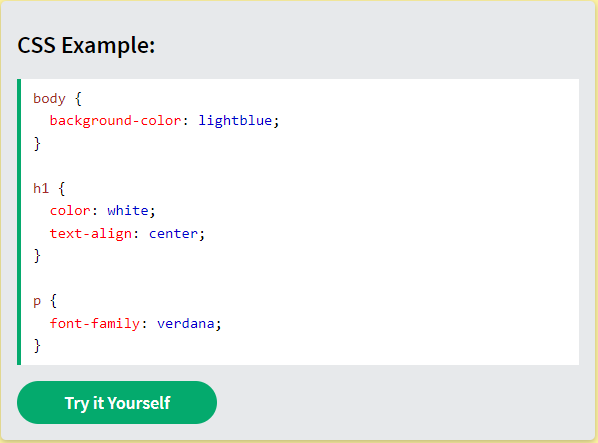 CSS Example:
body {
  background-color: lightblue;
}
h1 {
  color: white;
  text-align: center;
}
p {
  font-family: verdana;
}
Try it Yourself